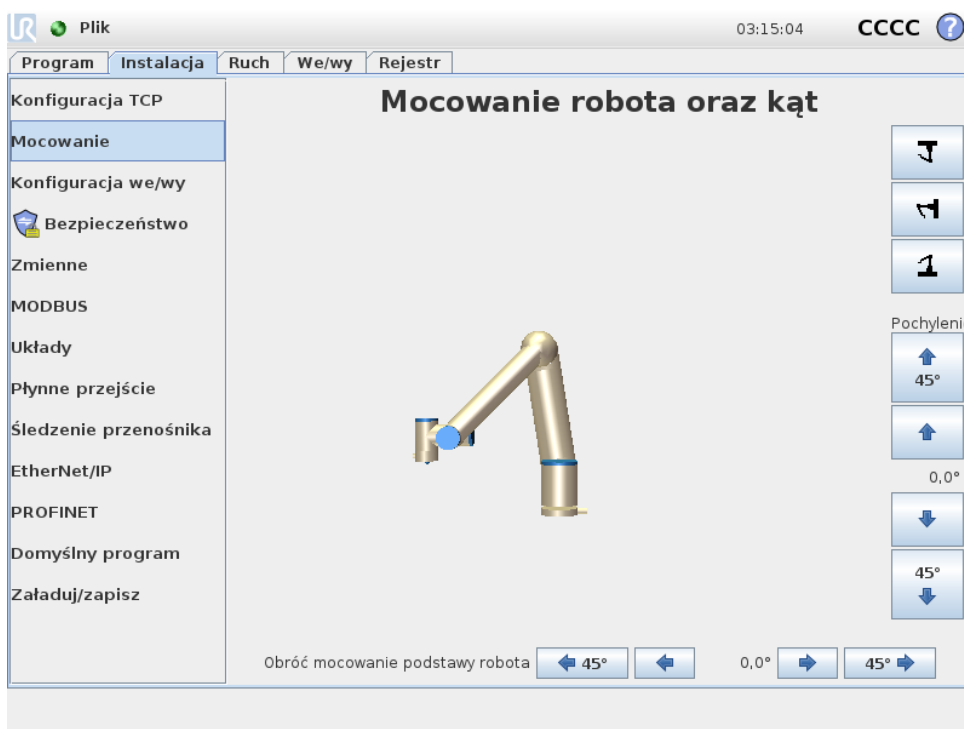 UR Plik 03:15:04 CCCC ?
Program Instalacja Ruch We/wy Rejestr
Konfiguracja TCP
Mocowanie
Konfiguracja we/wy
Bezpieczeństwo
Zmienne
MODBUS
Układy
Płynne przejście
Śledzenie przenośnika
EtherNet/IP
PROFINET
Domyślny program
Załaduj/zapisz
Mocowanie robota oraz kąt
Pochyleni
45°
0,0°
45°
Obróć mocowanie podstawy robota 45° 0,0° 45°